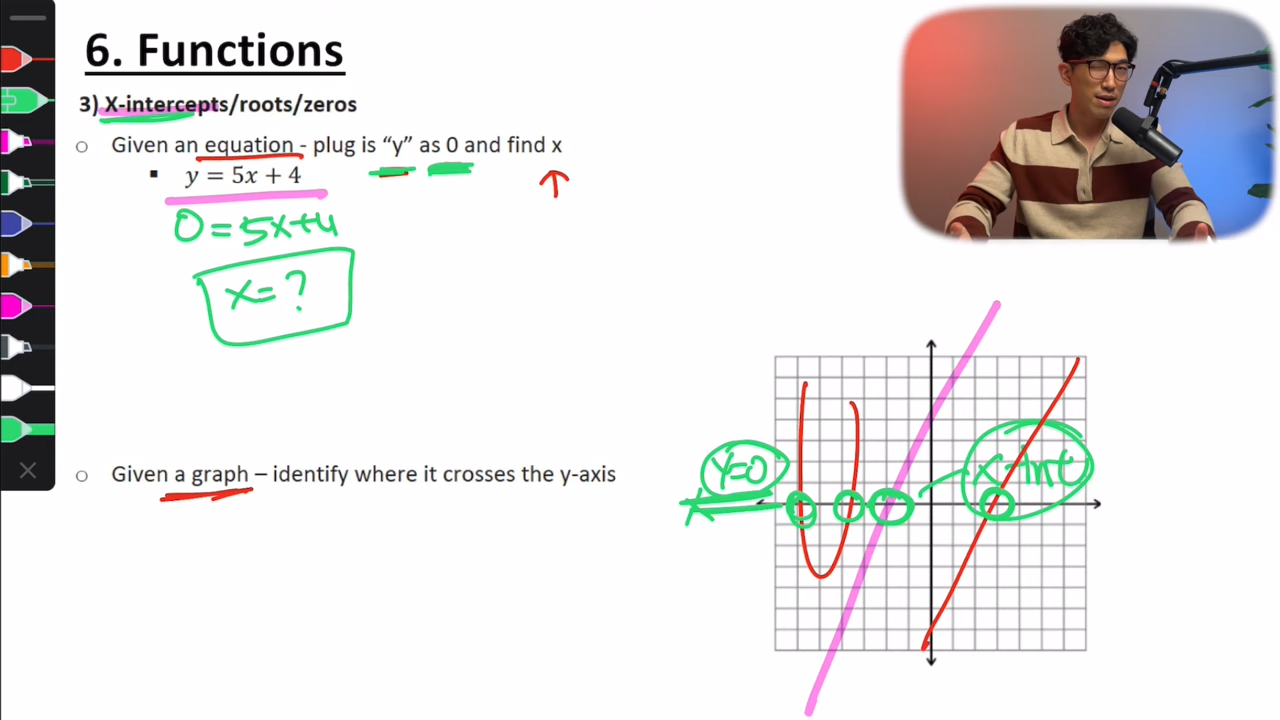 6. Functions
3) X-intercepts/roots/zeros
○ Given an equation - plug is “y” as 0 and find x
▪ y = 5x + 4
0 = 5x+4
x = ?
○ Given a graph – identify where it crosses the y-axis
y=0
x-int